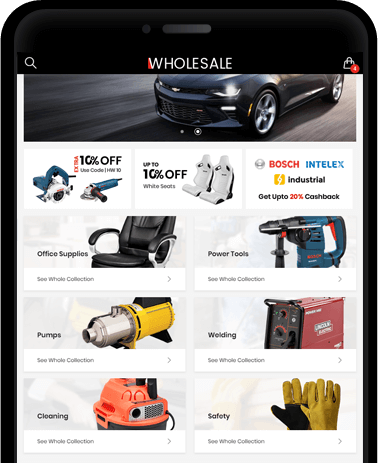 WHOLESALE
4
EXTRA 10% OFF
Use Code | HW 10
UP TO
10% OFF
White Seats
BOSCH INTELEX
industrial
Get Upto 20% Cashback
Office Supplies
Power Tools
See Whole Collection
See Whole Collection
Pumps
Welding
LINCOLN
See Whole Collection
See Whole Collection
Cleaning
Safety
See Whole Collection
See Whole Collection